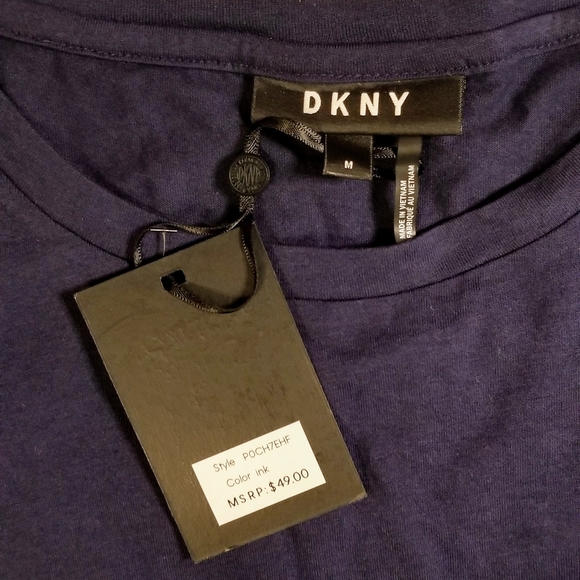 DKNY
M
MADE IN VIETNAM
FABRIQUÉ AU VIETNAM
Style P0CH7EHF
Color ink
MSRP: $49.00